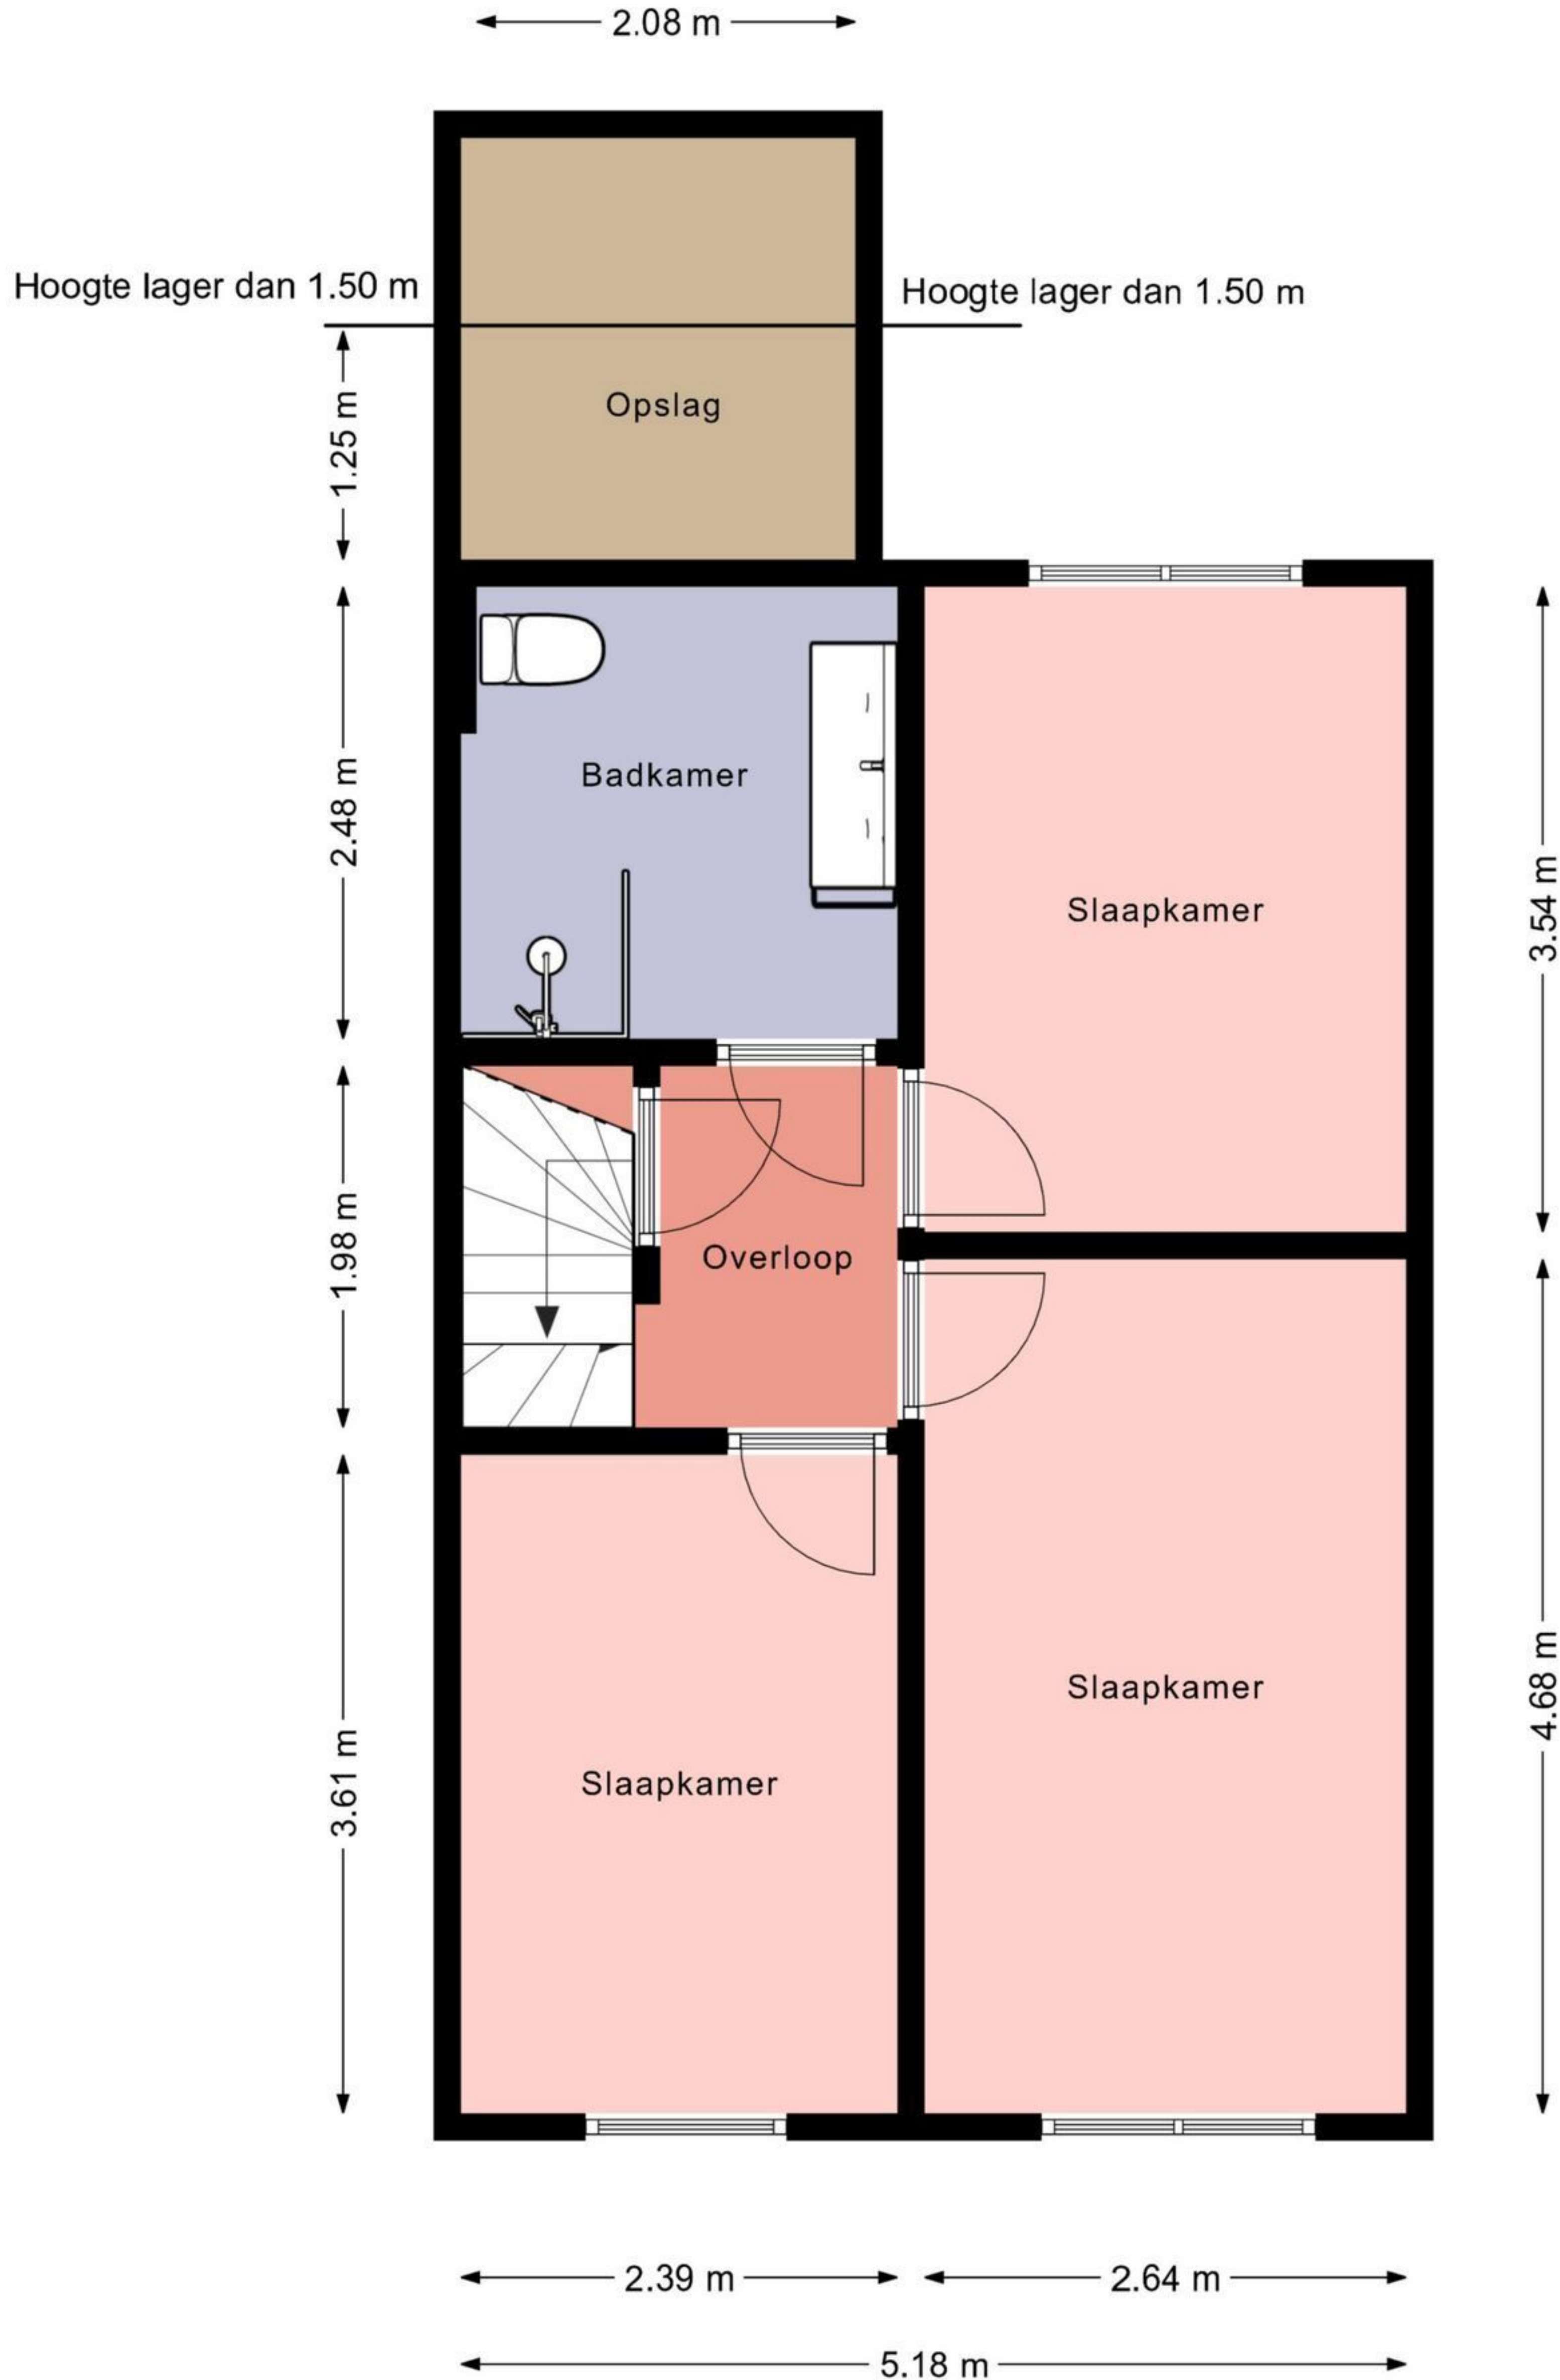 2.08 m
Hoogte lager dan 1.50 m
Hoogte lager dan 1.50 m
Opslag
1.25 m
Badkamer
2.48 m
Slaapkamer
3.54 m
Overloop
1.98 m
Slaapkamer
4.68 m
Slaapkamer
3.61 m
2.39 m
2.64 m
5.18 m